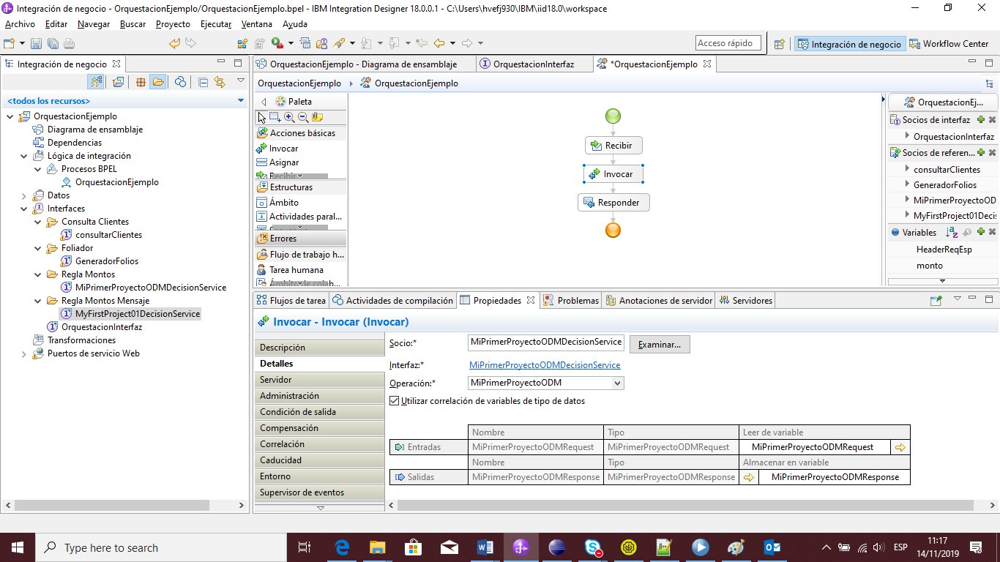 Integración de negocio - OrquestacionEjemplo/OrquestacionEjemplo.bpel - IBM Integration Designer 18.0.0.1 - C:\Users\hvefj930\IBM\iid18.0\workspace
Archivo Editar Navegar Buscar Proyecto Ejecutar Ventana Ayuda
Acceso rápido
Integración de negocio
Workflow Center
Integración de negocio
<todos los recursos>
OrquestacionEjemplo
Diagrama de ensamblaje
Dependencias
Lógica de integración
Procesos BPEL
OrquestacionEjemplo
Datos
Interfaces
Consulta Clientes
consultarClientes
Foliador
GeneradorFolios
Regla Montos
MiPrimerProyectoODMDecisionService
Regla Montos Mensaje
MyFirstProject01DecisionService
OrquestacionInterfaz
Transformaciones
Puertos de servicio Web
OrquestacionEjemplo - Diagrama de ensamblaje
OrquestacionInterfaz
*OrquestacionEjemplo
OrquestacionEjemplo
OrquestacionEjemplo
Paleta
Acciones básicas
Invocar
Asignar
Recibir
Estructuras
Ámbito
Actividades paral...
Errores
Flujo de trabajo h...
Tarea humana
Ámbito de colab...
Recibir
Invocar
Responder
OrquestacionEj...
Socios de interfaz
OrquestacionInterfaz
Socios de referen...
consultarClientes
GeneradorFolios
MiPrimerProyectoOD
MyFirstProject01Decis
Variables
HeaderReqEsp
monto
Flujos de tarea
Actividades de compilación
Propiedades
Problemas
Anotaciones de servidor
Servidores
Invocar - Invocar (Invocar)
Descripción
Detalles
Servidor
Administración
Condición de salida
Compensación
Correlación
Caducidad
Entorno
Supervisor de eventos
Socio:* MiPrimerProyectoODMDecisionService Examinar...
Interfaz:* MiPrimerProyectoODMDecisionService
Operación:* MiPrimerProyectoODM
Utilizar correlación de variables de tipo de datos
Nombre Tipo Leer de variable
Entradas MiPrimerProyectoODMRequest MiPrimerProyectoODMRequest MiPrimerProyectoODMRequest
Nombre Tipo Almacenar en variable
Salidas MiPrimerProyectoODMResponse MiPrimerProyectoODMResponse MiPrimerProyectoODMResponse
Type here to search
ESP
11:17
14/11/2019